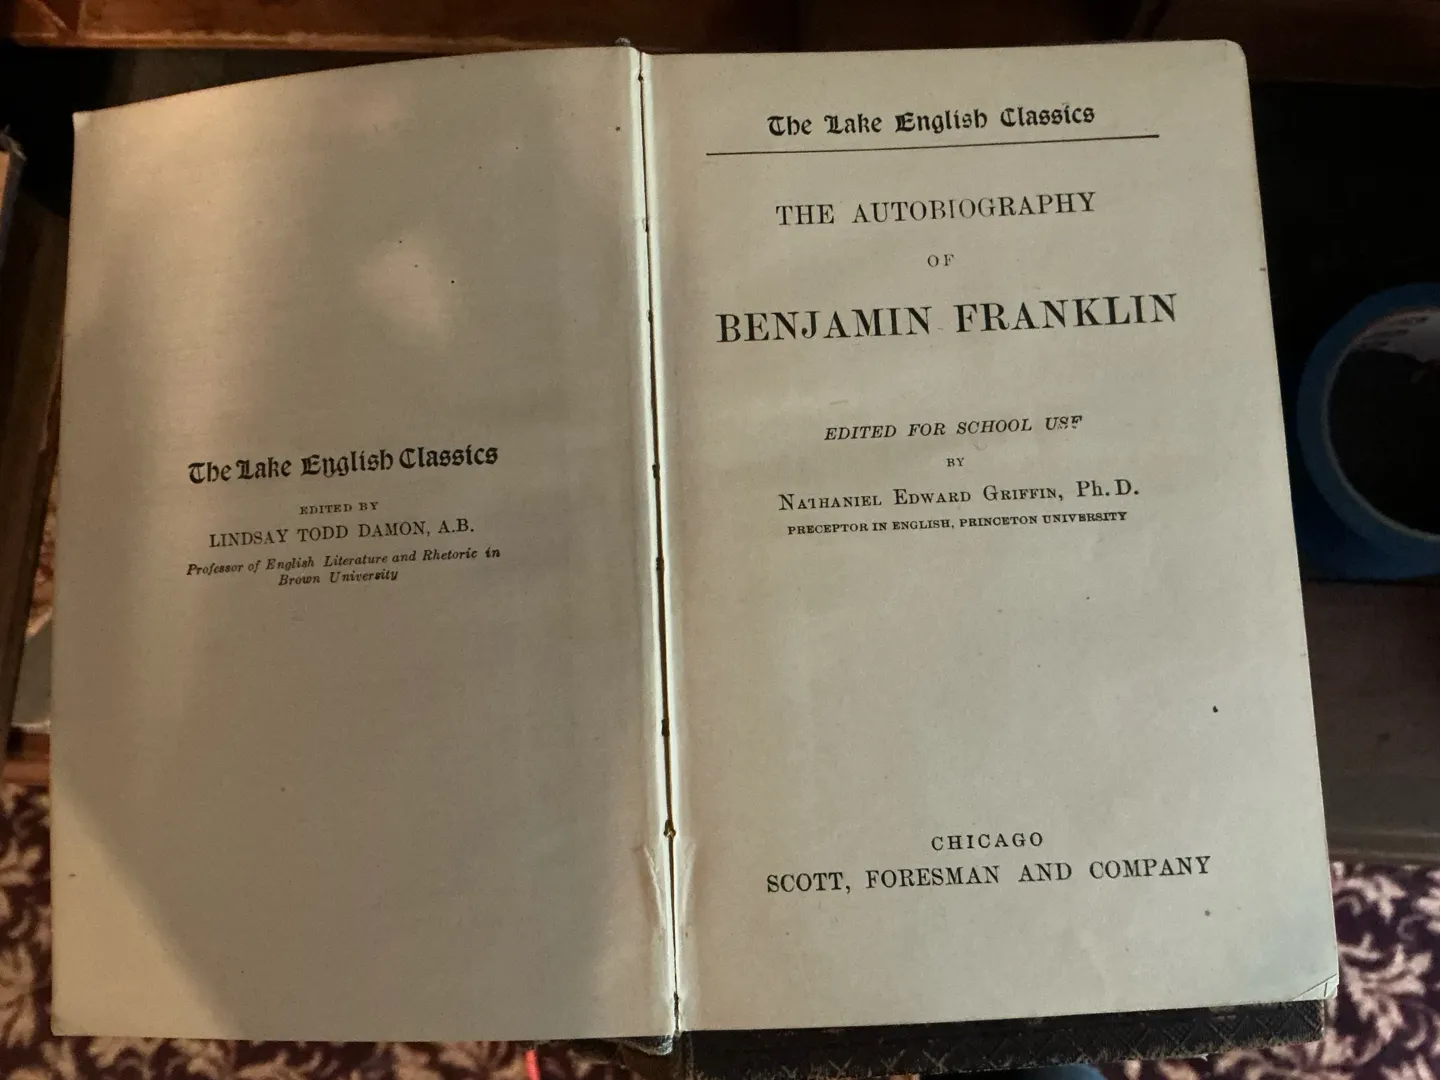 The Lake English Classics
EDITED BY
LINDSAY TODD DAMON, A.B.
Professor of English Literature and Rhetoric in
Brown University
The Lake English Classics
THE AUTOBIOGRAPHY
OF
BENJAMIN FRANKLIN
EDITED FOR SCHOOL USE
BY
NATHANIEL EDWARD GRIFFIN, Ph.D.
PRECEPTOR IN ENGLISH, PRINCETON UNIVERSITY
CHICAGO
SCOTT, FORESMAN AND COMPANY